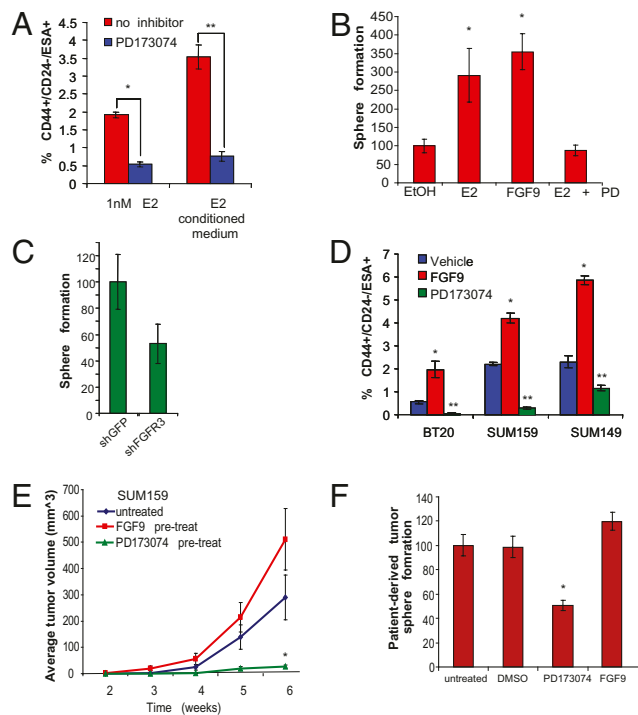 A
no inhibitor
PD173074
% CD44+/CD24-/ESA+
4.5
4
3.5
3
2.5
2
1.5
1
0.5
0
*
**
1nM E2
E2
conditioned
medium
B
Sphere formation
450
400
350
300
250
200
150
100
50
0
*
*
EtOH E2 FGF9 E2 + PD
C
Sphere formation
120
100
80
60
40
20
0
shGFP
shFGFR3
D
Vehicle
FGF9
PD173074
% CD44+/CD24-/ESA+
7
6
5
4
3
2
1
0
*
**
*
**
*
**
BT20 SUM159 SUM149
E
SUM159
untreated
FGF9 pre-treat
PD173074 pre-treat
Average tumor volume (mm^3)
700
600
500
400
300
200
100
0
*
2 3 4 5 6
Time (weeks)
F
Patient-derived tumor
sphere fomration
140
120
100
80
60
40
20
0
*
untreated DMSO PD173074 FGF9